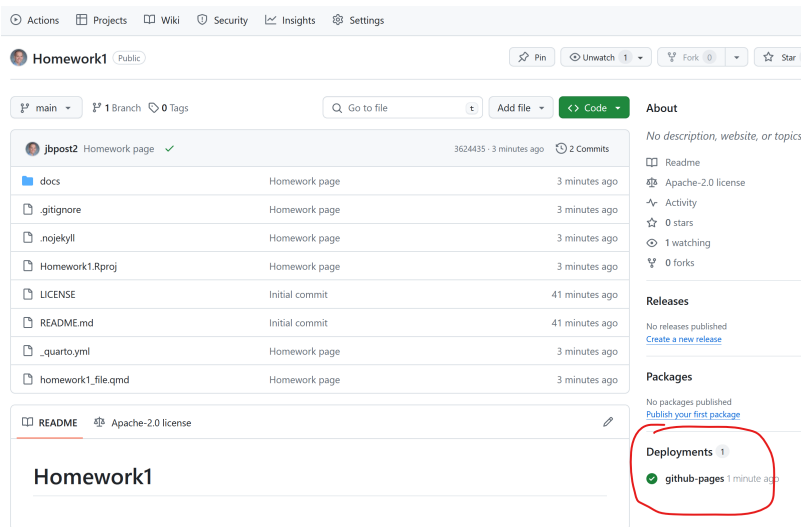 Actions Projects Wiki Security Insights Settings
Homework1 Public Pin Unwatch 1 Fork 0 Star
main 1 Branch 0 Tags Go to file t Add file Code
jbpost2 Homework page 3624435 · 3 minutes ago 2 Commits
docs Homework page 3 minutes ago
.gitignore Homework page 3 minutes ago
.nojekyll Homework page 3 minutes ago
Homework1.Rproj Homework page 3 minutes ago
LICENSE Initial commit 41 minutes ago
README.md Initial commit 41 minutes ago
_quarto.yml Homework page 3 minutes ago
homework1_file.qmd Homework page 3 minutes ago
README Apache-2.0 license
Homework1
About
No description, website, or topics
Readme
Apache-2.0 license
Activity
0 stars
1 watching
0 forks
Releases
No releases published
Create a new release
Packages
No packages published
Publish your first package
Deployments 1
github-pages 1 minute ago